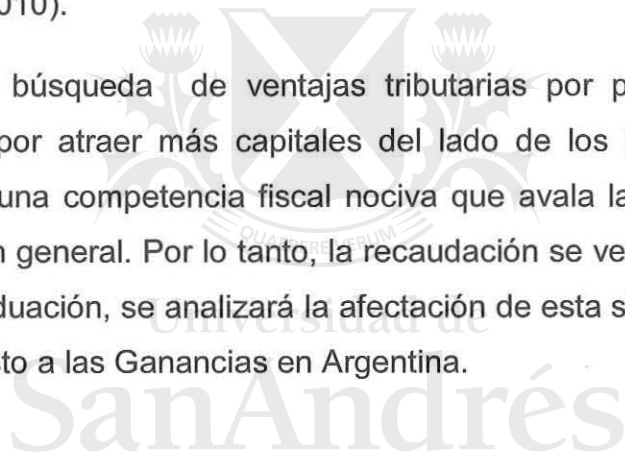 010).
búsqueda de ventajas tributarias por p
por atraer más capitales del lado de los
una competencia fiscal nociva que avala la
n general. Por lo tanto, la recaudación se ve
QUAERERE VERUM
duación, se analizará la afectación de esta s
Universidad de
to a las Ganancias en Argentina.
SanAndrés